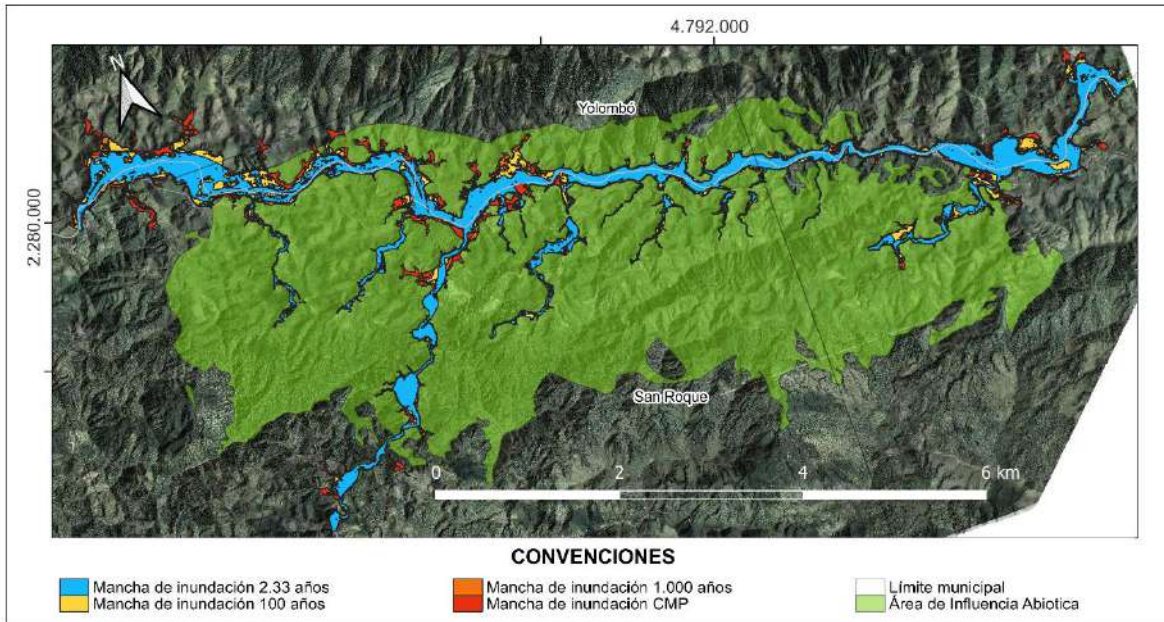 4.792.000
N
Yolombó
2.280.000
San Roque
0 2 4 6 km
CONVENCIONES
Mancha de inundación 2.33 años
Mancha de inundación 100 años
Mancha de inundación 1.000 años
Mancha de inundación CMP
Límite municipal
Área de Influencia Abiotica